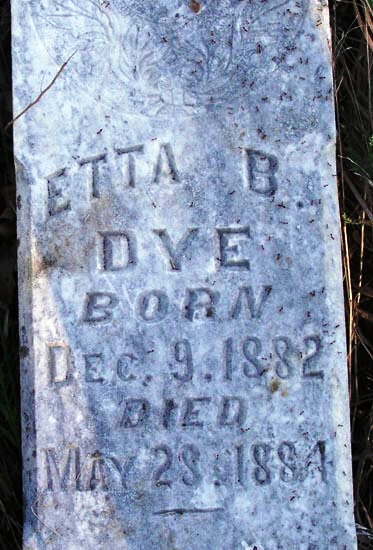 ETTA B.
DYE
BORN
DEC. 9. 1882
DIED
MAY 28. 1884